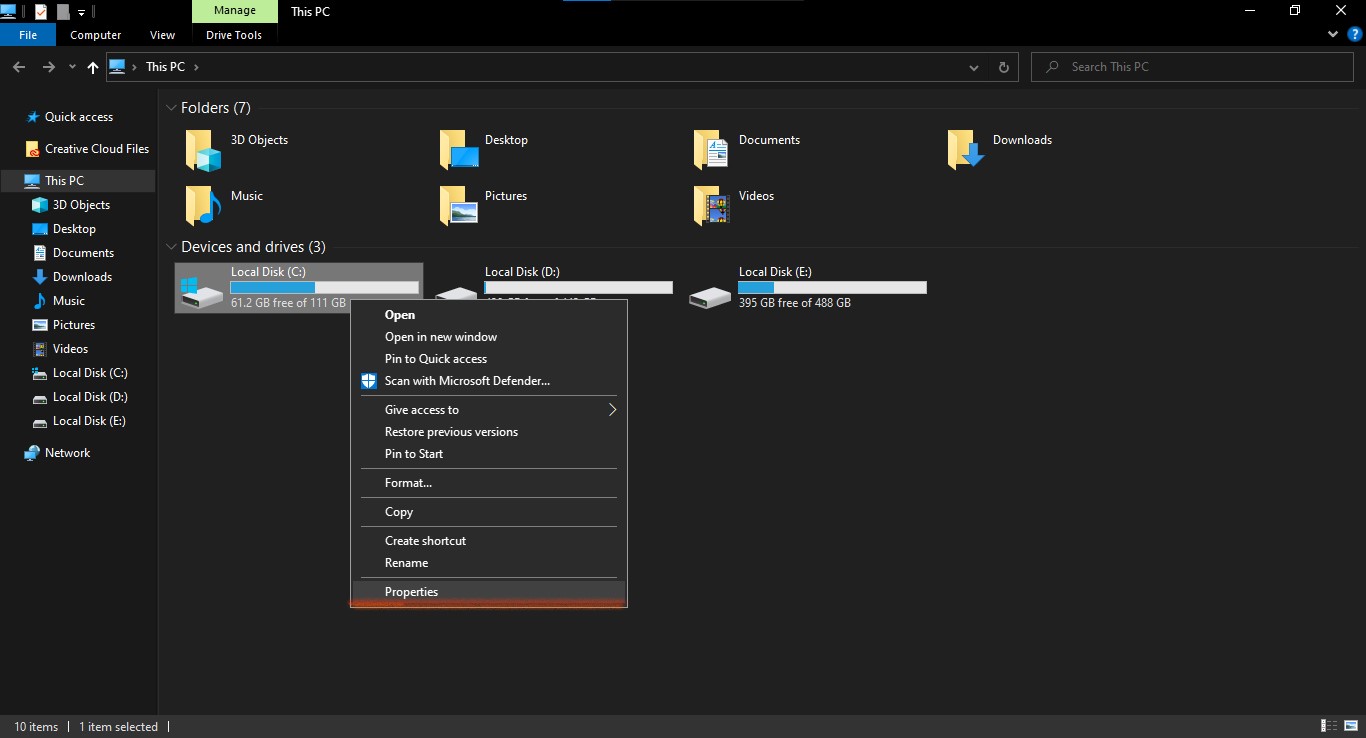 Manage This PC
File Computer View Drive Tools
This PC
Search This PC
Quick access
Creative Cloud Files
This PC
3D Objects
Desktop
Documents
Downloads
Music
Pictures
Videos
Local Disk (C:)
Local Disk (D:)
Local Disk (E:)
Network
Folders (7)
3D Objects Desktop Documents Downloads
Music Pictures Videos
Devices and drives (3)
Local Disk (C:) Local Disk (D:) Local Disk (E:)
61.2 GB free of 111 GB 395 GB free of 488 GB
Open
Open in new window
Pin to Quick access
Scan with Microsoft Defender...
Give access to
Restore previous versions
Pin to Start
Format...
Copy
Create shortcut
Rename
Properties
10 items 1 item selected